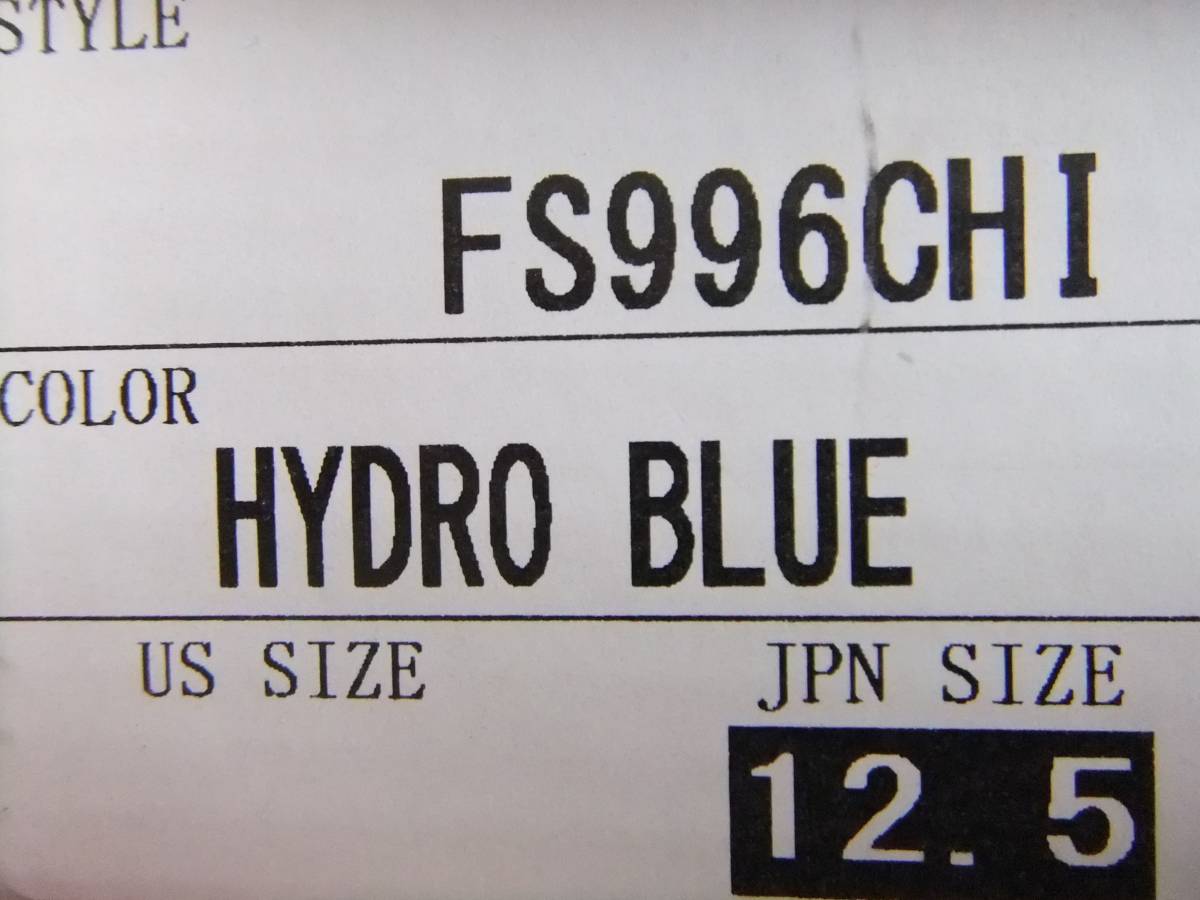 STYLE
FS996CHI
COLOR
HYDRO BLUE
US SIZE JPN SIZE
12.5